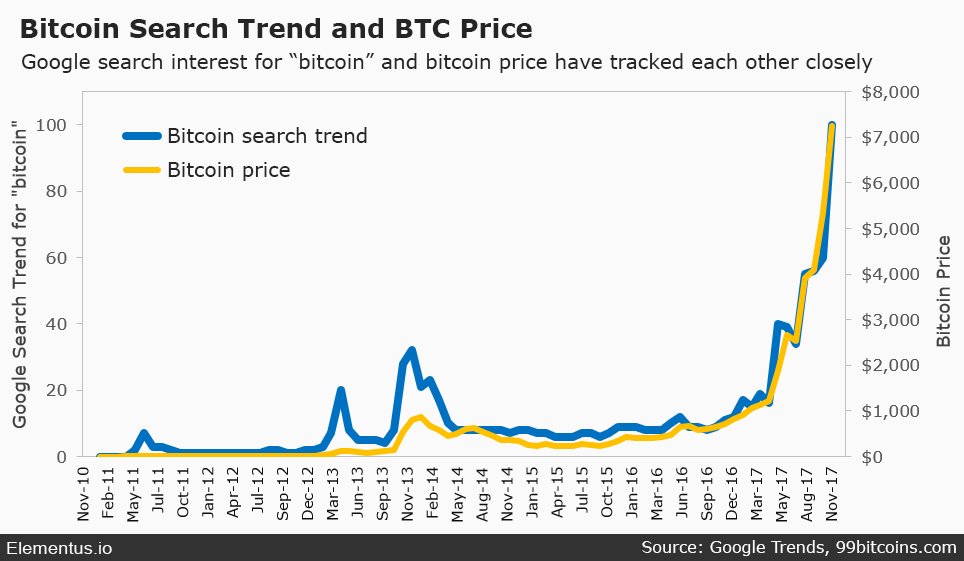 Bitcoin Search Trend and BTC Price
Google search interest for “bitcoin” and bitcoin price have tracked each other closely
Google Search Trend for "bitcoin"
100
80
60
40
20
0
Bitcoin search trend
Bitcoin price
$8,000
$7,000
$6,000
$5,000
$4,000
$3,000
$2,000
$1,000
$0
Bitcoin Price
Nov-10
Feb-11
May-11
Jul-11
Oct-11
Jan-12
Apr-12
Jul-12
Sep-12
Dec-12
Mar-13
Jun-13
Sep-13
Nov-13
Feb-14
May-14
Aug-14
Nov-14
Jan-15
Apr-15
Jul-15
Oct-15
Jan-16
Mar-16
Jun-16
Sep-16
Dec-16
Mar-17
May-17
Aug-17
Nov-17
Elementus.io
Source: Google Trends, 99bitcoins.com